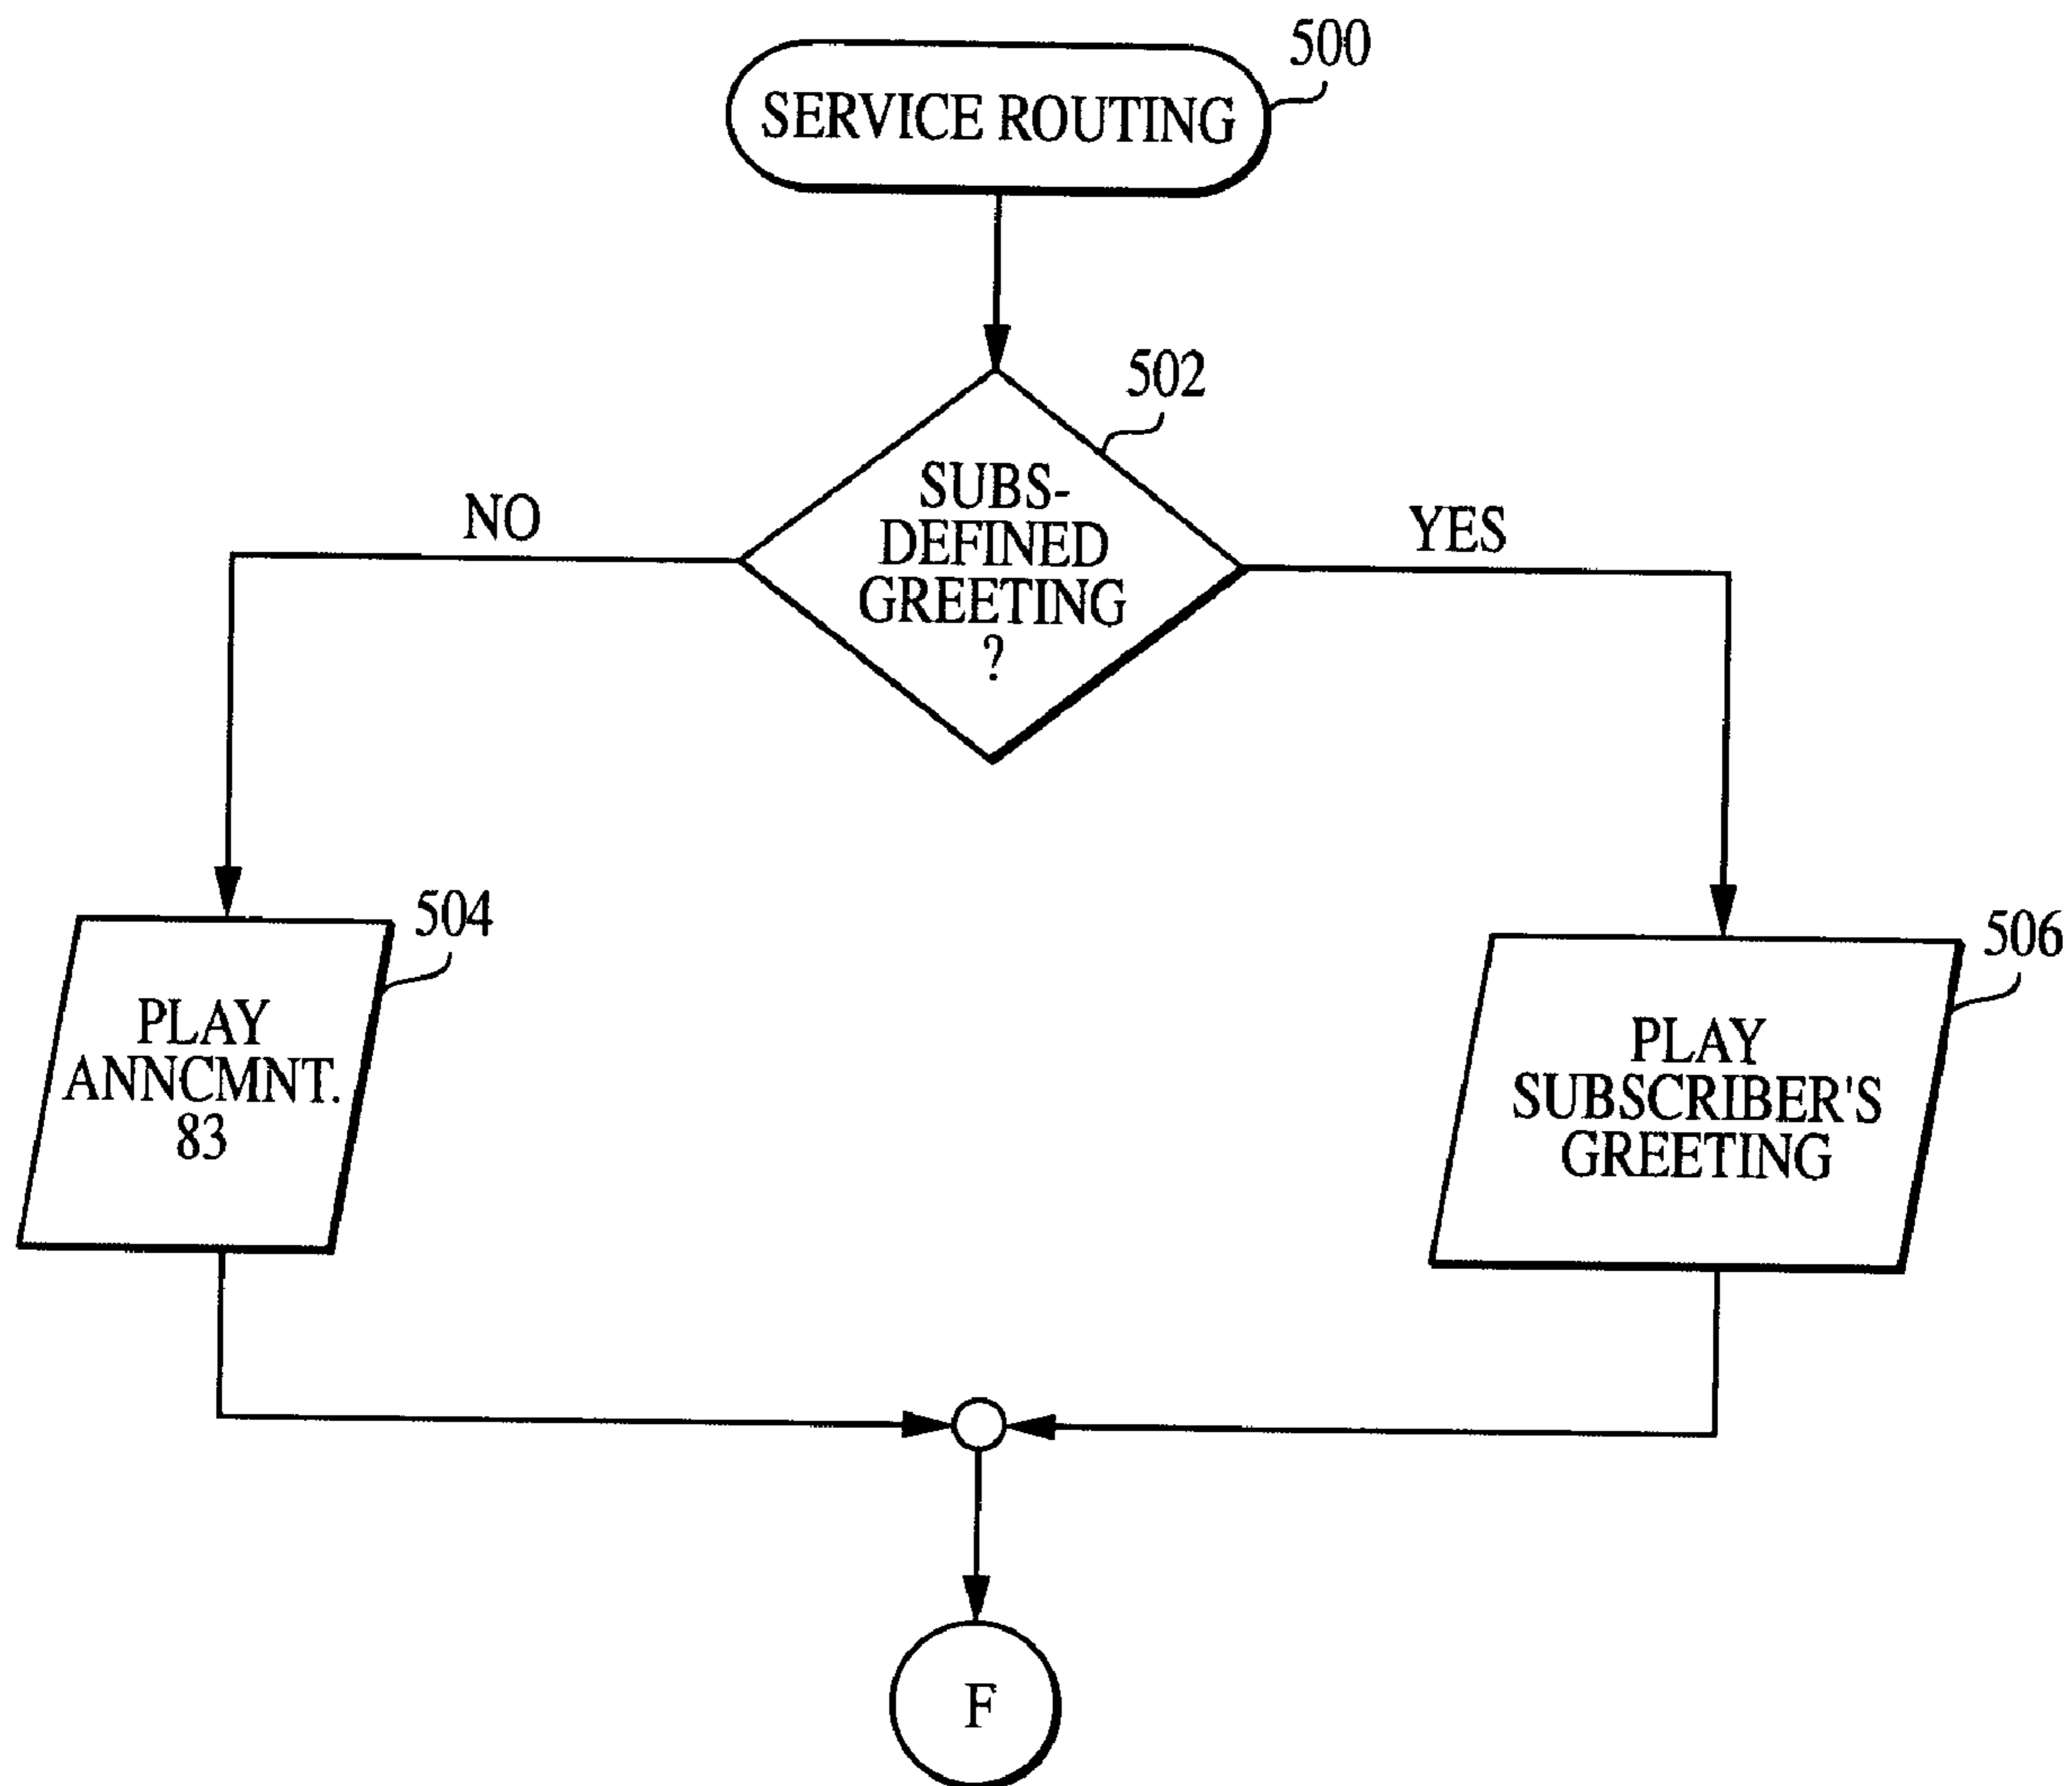 500
SERVICE ROUTING
502
SUBS-
DEFINED
GREETING
?
NO
YES
504
PLAY
ANNCMNT.
83
506
PLAY
SUBSCRIBER'S
GREETING
F